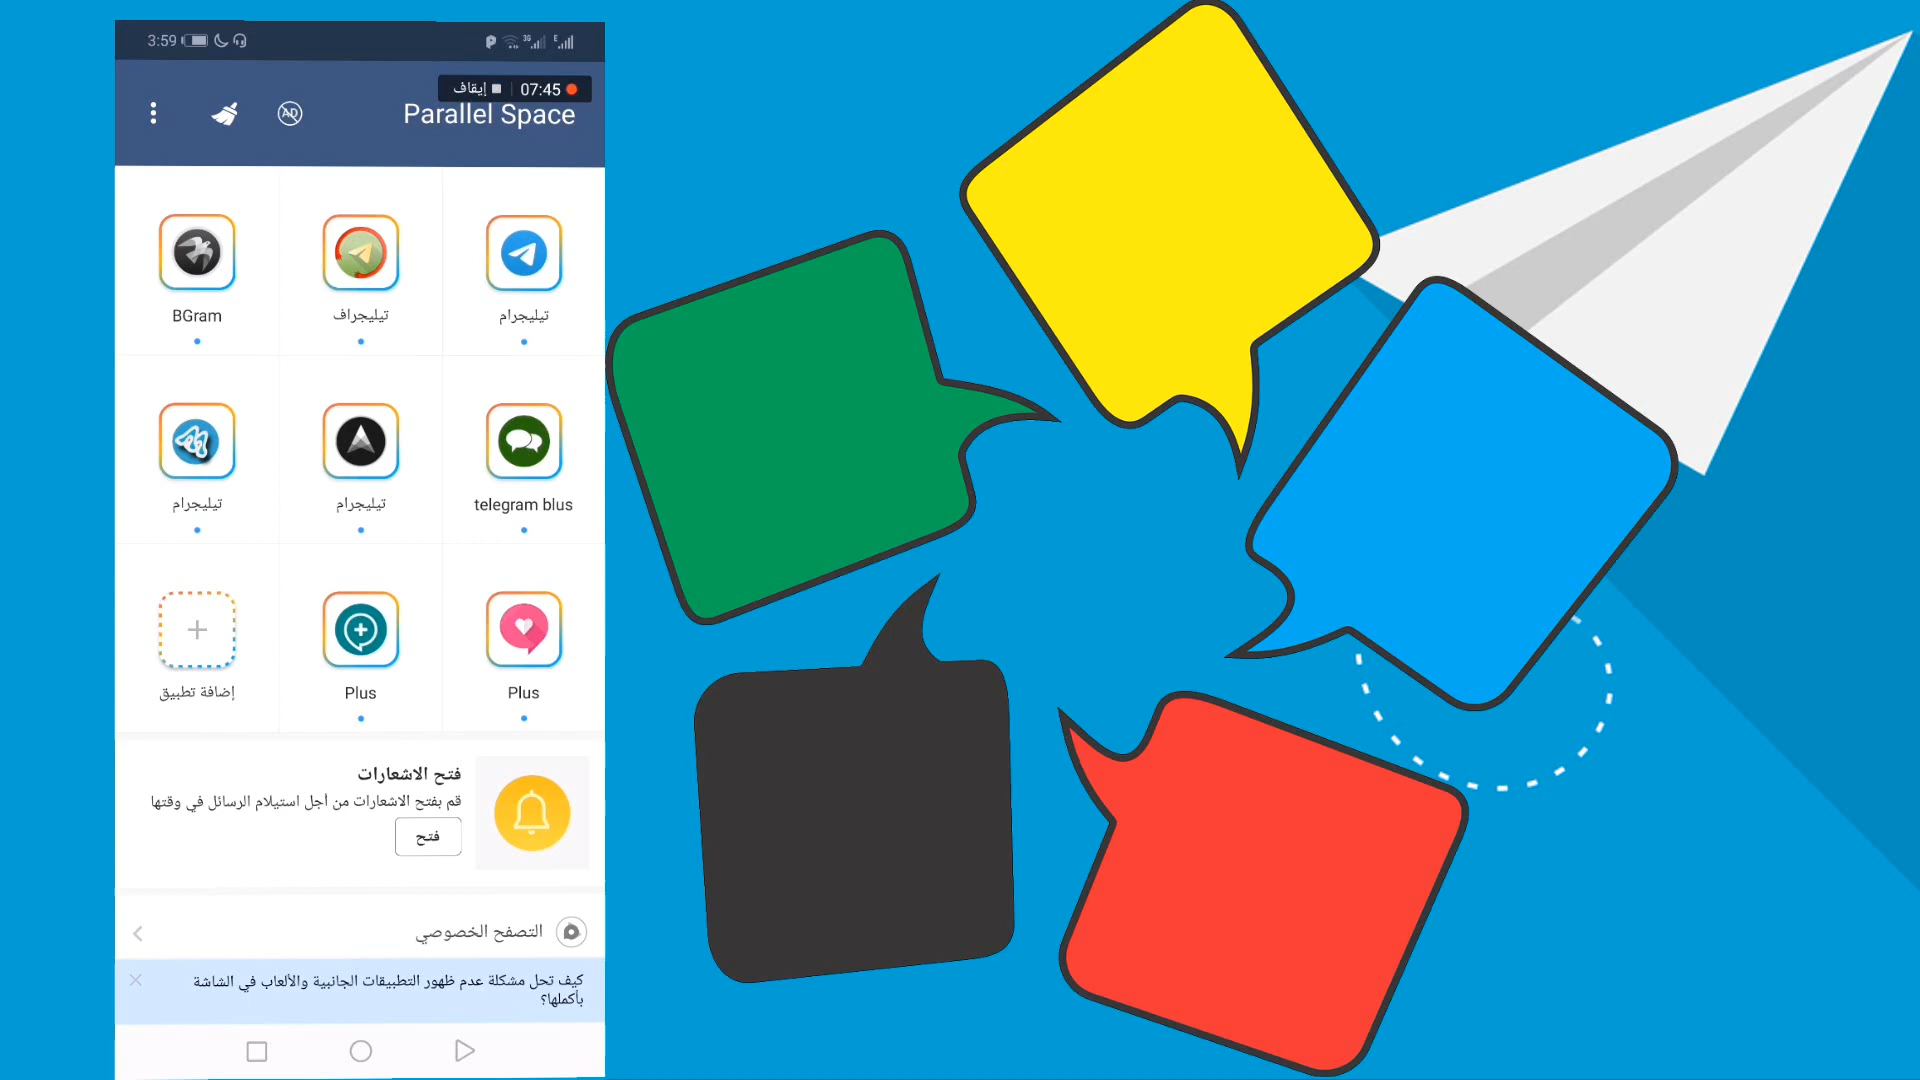 3:59
3G
E
إيقاف 07:45
Parallel Space
AD
تيليجرام
تيليجراف
BGram
telegram blus
تيليجرام
تيليجرام
Plus
Plus
إضافة تطبيق
فتح الاشعارات
قم بفتح الاشعارات من أجل استيلام الرسائل في وقتها
فتح
التصفح الخصوصي
كيف تحل مشكلة عدم ظهور التطبيقات الجانبية والألعاب في الشاشة
بأكملها؟